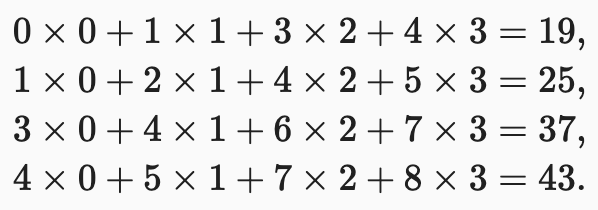 0 × 0 + 1 × 1 + 3 × 2 + 4 × 3 = 19,
1 × 0 + 2 × 1 + 4 × 2 + 5 × 3 = 25,
3 × 0 + 4 × 1 + 6 × 2 + 7 × 3 = 37,
4 × 0 + 5 × 1 + 7 × 2 + 8 × 3 = 43.